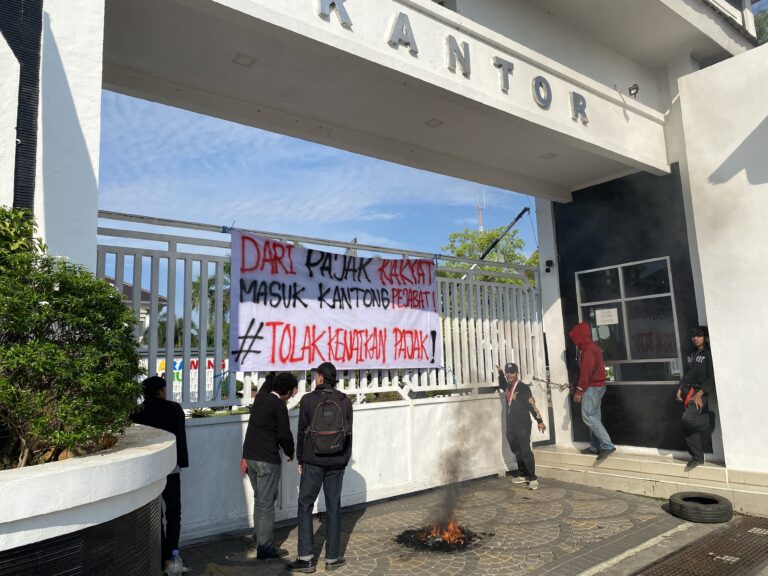 KANTOR
DARI PAJAK RAKYAT
MASUK KANTONG PEJABAT!
#TOLAK KENAIKAN PAJAK!